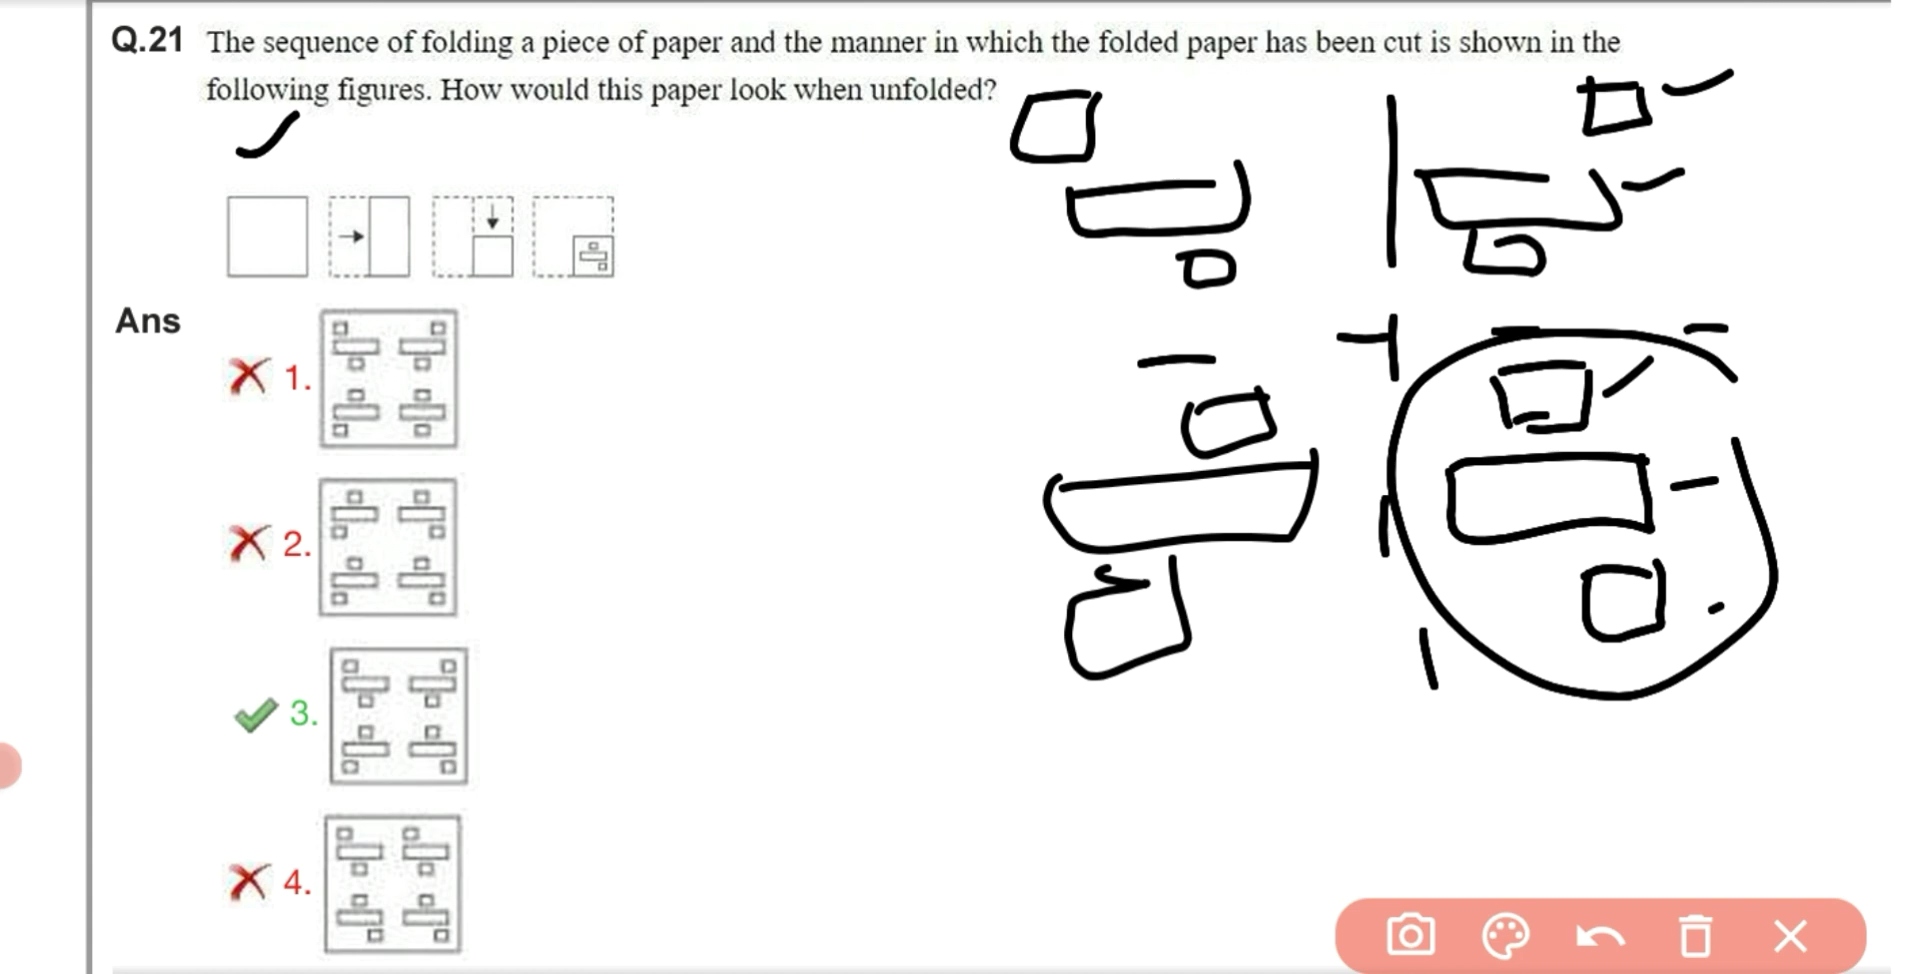 Q.21 The sequence of folding a piece of paper and the manner in which the folded paper has been cut is shown in the
following figures. How would this paper look when unfolded?
Ans
1.
2.
3.
4.